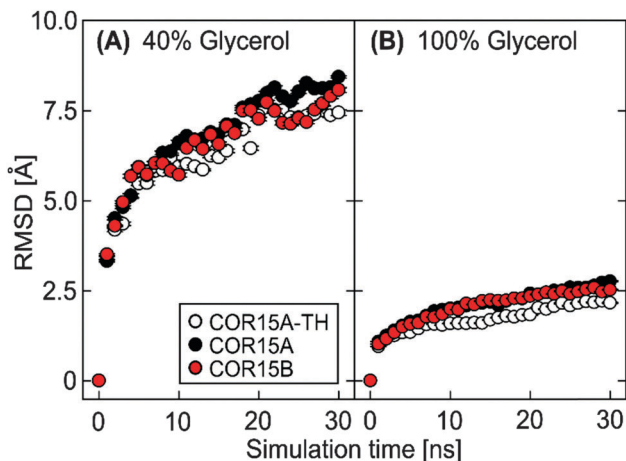 (A) 40% Glycerol
(B) 100% Glycerol
RMSD [Å]
10.0
7.5
5.0
2.5
0
COR15A-TH
COR15A
COR15B
0 10 20 30 0 10 20 30
Simulation time [ns]